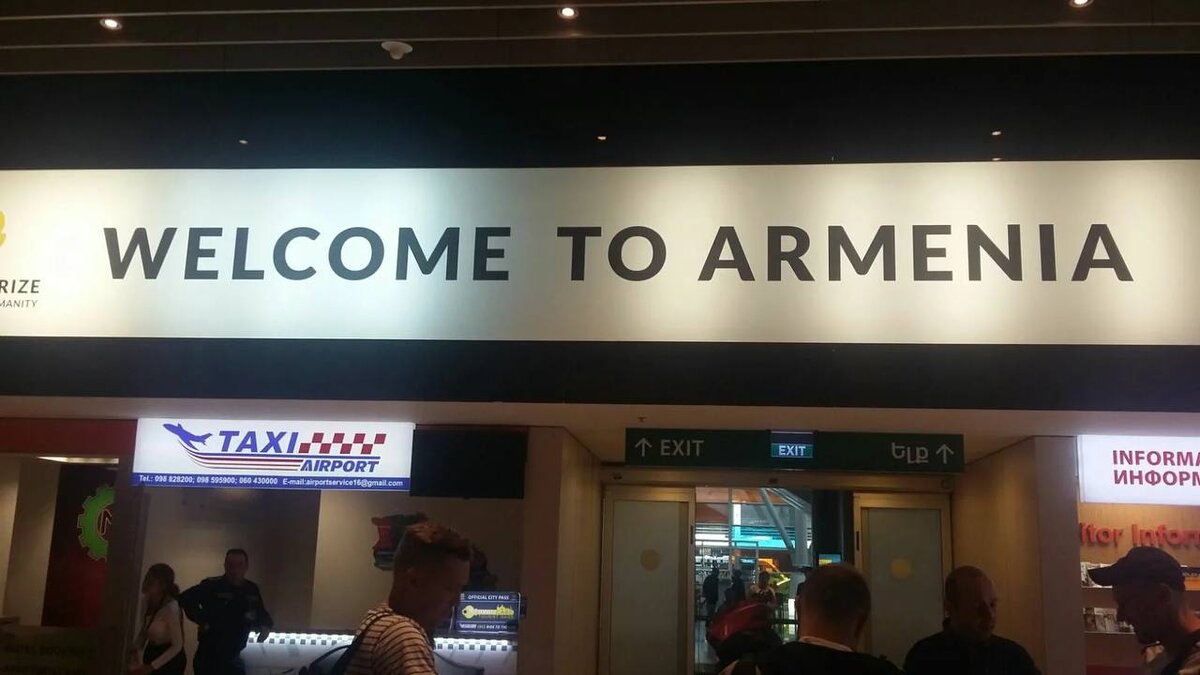 WELCOME TO ARMENIA
RIZE
MANITY
TAXI
AIRPORT
Tel.: 098 828200; 098 595900; 060 430000 E-mail:airportservice16@gmail.com
EXIT
EXIT
ԵԼՔ
INFORMA
ИНФОРМ
itor Infor
OFFICIAL CITY PASS